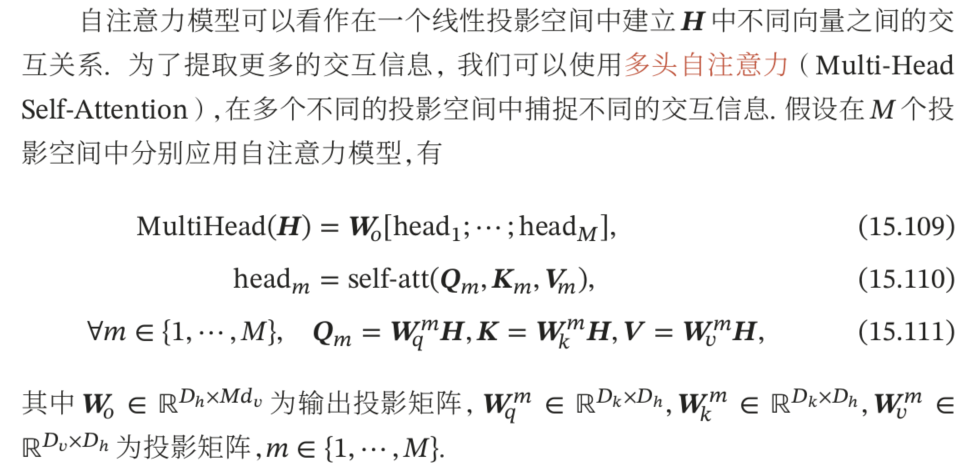 自注意力模型可以看作在一个线性投影空间中建立 H 中不同向量之间的交
互关系. 为了提取更多的交互信息, 我们可以使用多头自注意力（Multi-Head
Self-Attention）,在多个不同的投影空间中捕捉不同的交互信息. 假设在 M 个投
影空间中分别应用自注意力模型,有
MultiHead(H) = W_o[head_1; ⋯ ; head_M], (15.109)
head_m = self-att(Q_m, K_m, V_m), (15.110)
∀m ∈ {1, ⋯ , M}, Q_m = W_q^m H, K = W_k^m H, V = W_v^m H, (15.111)
其中 W_o ∈ ℝ^{D_h×Md_v} 为输出投影矩阵, W_q^m ∈ ℝ^{D_k×D_h}, W_k^m ∈ ℝ^{D_k×D_h}, W_v^m ∈
ℝ^{D_v×D_h} 为投影矩阵, m ∈ {1, ⋯ , M}.